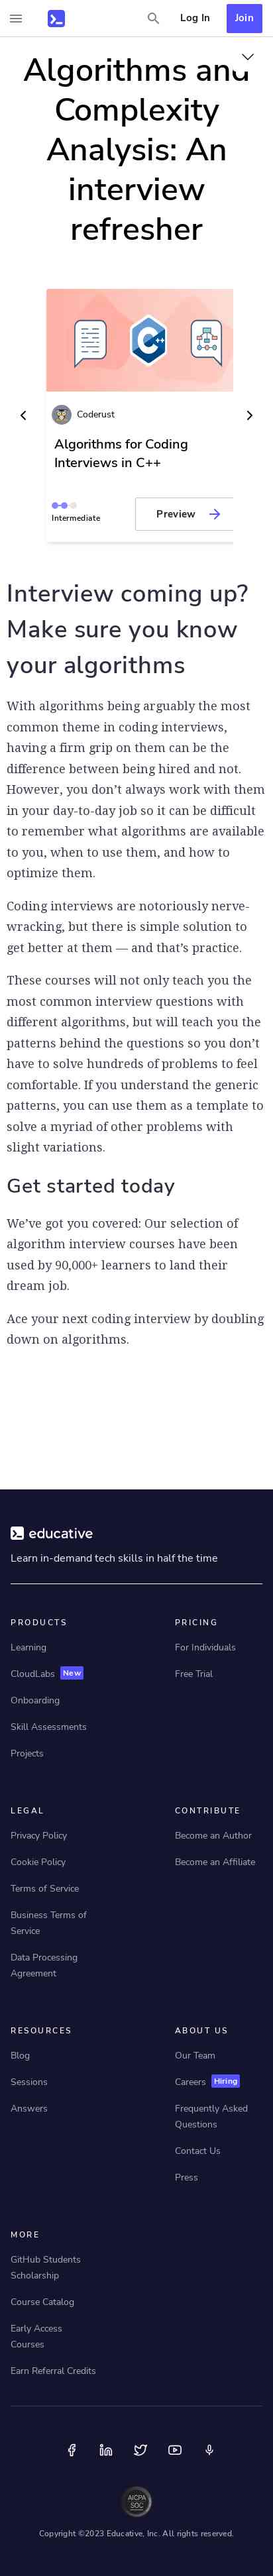 Log In
Join
Algorithms and
Complexity
Analysis: An
interview
refresher
Coderust
Algorithms for Coding
Interviews in C++
Intermediate
Preview
Interview coming up?
Make sure you know
your algorithms
With algorithms being arguably the most
common theme in coding interviews,
having a firm grip on them can be the
difference between being hired and not.
However, you don’t always work with them
in your day-to-day job so it can be difficult
to remember what algorithms are available
to you, when to use them, and how to
optimize them.
Coding interviews are notoriously nerve-
wracking, but there is simple solution to
get better at them — and that’s practice.
These courses will not only teach you the
most common interview questions with
different algorithms, but will teach you the
patterns behind the questions so you don’t
have to solve hundreds of problems to feel
comfortable. If you understand the generic
patterns, you can use them as a template to
solve a myriad of other problems with
slight variations.
Get started today
We’ve got you covered: Our selection of
algorithm interview courses have been
used by 90,000+ learners to land their
dream job.
Ace your next coding interview by doubling
down on algorithms.
educative
Learn in-demand tech skills in half the time
PRODUCTS
Learning
CloudLabs New
Onboarding
Skill Assessments
Projects
PRICING
For Individuals
Free Trial
LEGAL
Privacy Policy
Cookie Policy
Terms of Service
Business Terms of
Service
Data Processing
Agreement
CONTRIBUTE
Become an Author
Become an Affiliate
RESOURCES
Blog
Sessions
Answers
ABOUT US
Our Team
Careers Hiring
Frequently Asked
Questions
Contact Us
Press
MORE
GitHub Students
Scholarship
Course Catalog
Early Access
Courses
Earn Referral Credits
AICPA
SOC
Copyright ©2023 Educative, Inc. All rights reserved.